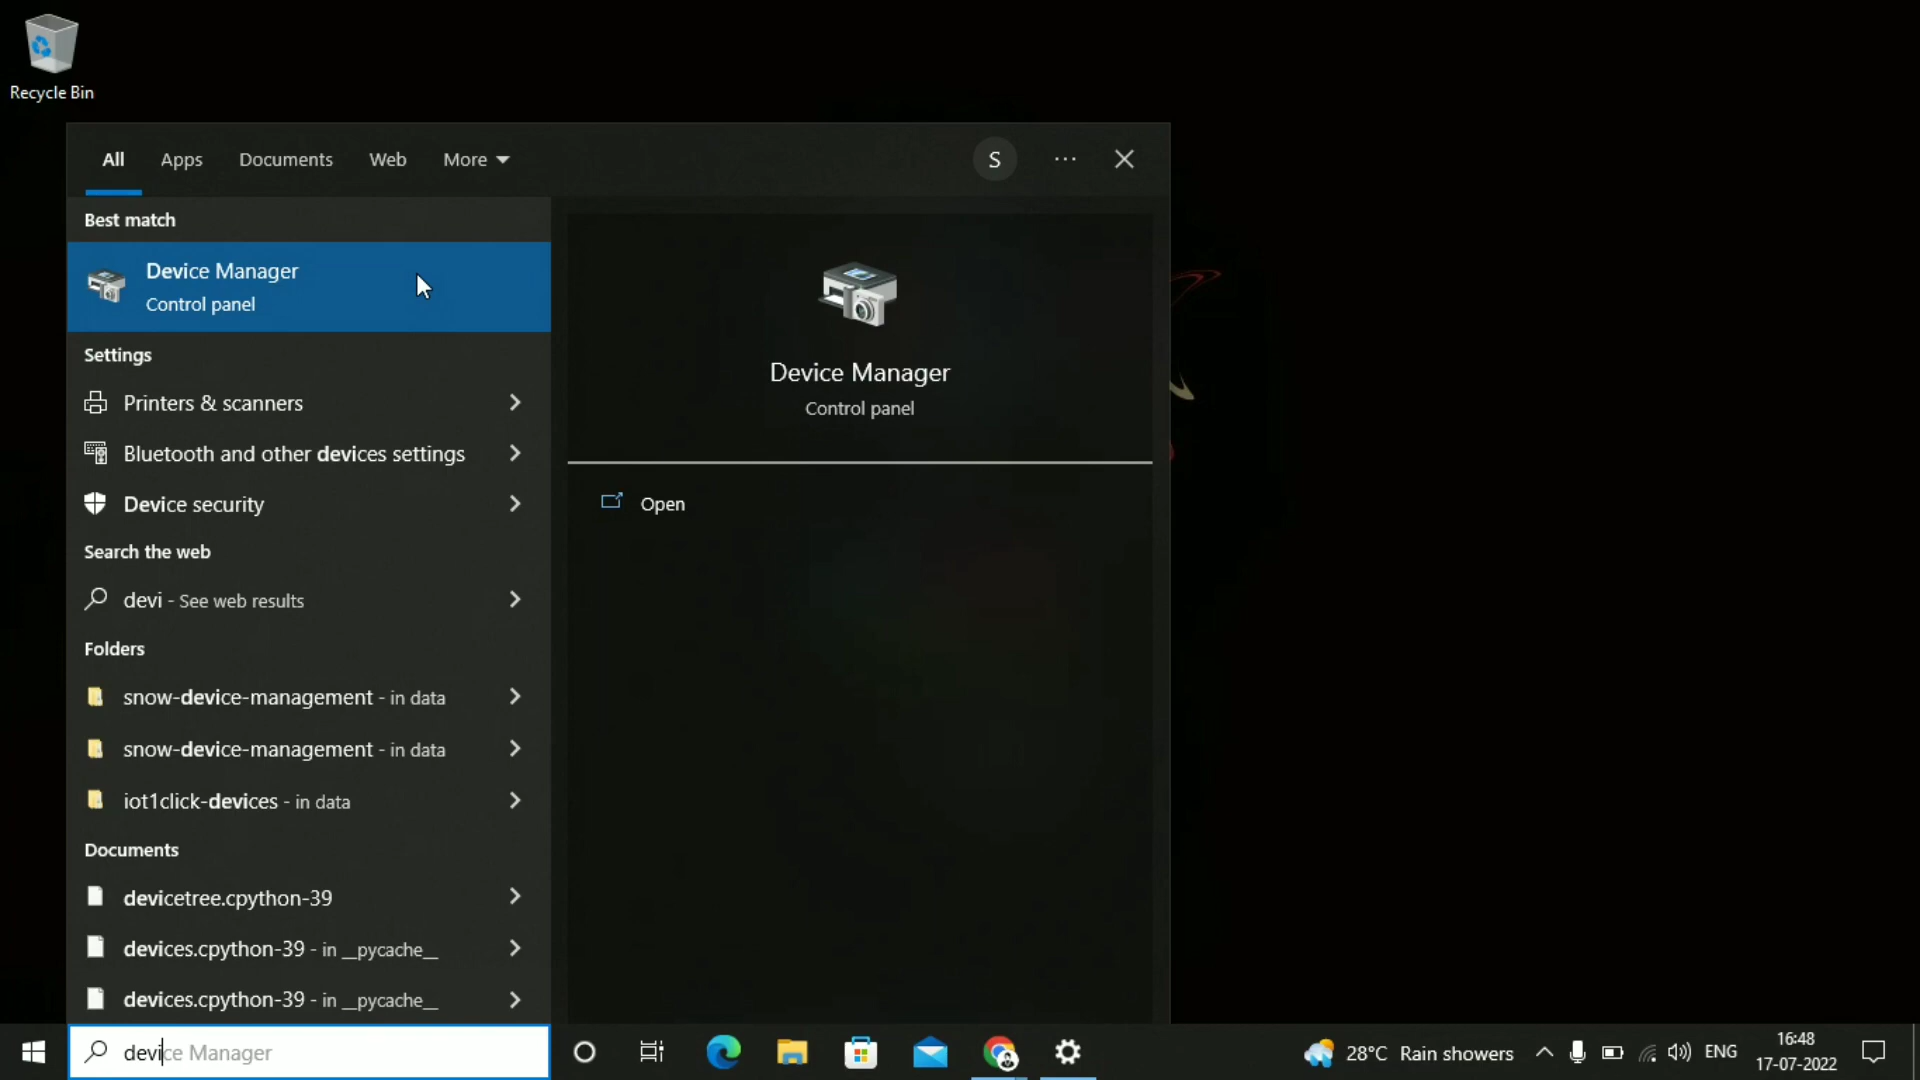 Recycle Bin
All Apps Documents Web More S
Best match
Device Manager
Control panel
Settings
Printers & scanners
Bluetooth and other devices settings
Device security
Search the web
devi - See web results
Folders
snow-device-management - in data
snow-device-management - in data
iot1click-devices - in data
Documents
devicetree.cpython-39
devices.cpython-39 - in __pycache__
devices.cpython-39 - in __pycache__
Device Manager
Control panel
Open
device Manager
28°C Rain showers
ENG
16:48
17-07-2022